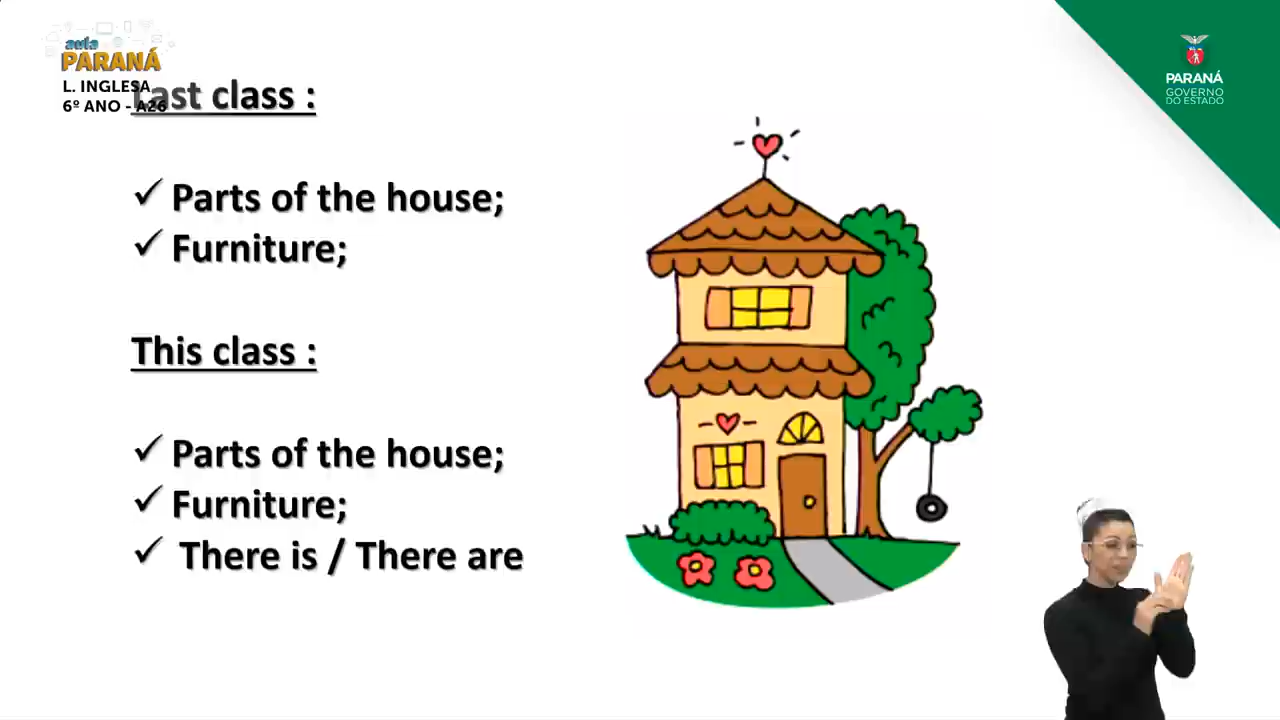 aula
PARANÁ
L. INGLESA
6º ANO - A26
Last class :
✓ Parts of the house;
✓ Furniture;
This class :
✓ Parts of the house;
✓ Furniture;
✓ There is / There are
PARANÁ
GOVERNO
DO ESTADO